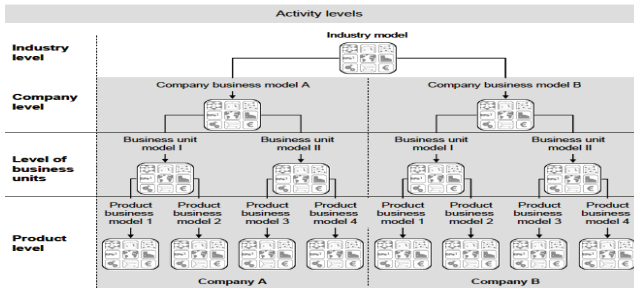 Activity levels
Industry model
Industry
level
Company business model A
Company business model B
Company
level
Business unit
model I
Business unit
model II
Business unit
model I
Business unit
model II
Level of
business
units
Product
business
model 1
Product
business
model 2
Product
business
model 3
Product
business
model 4
Product
business
model 1
Product
business
model 2
Product
business
model 3
Product
business
model 4
Product
level
Company A
Company B